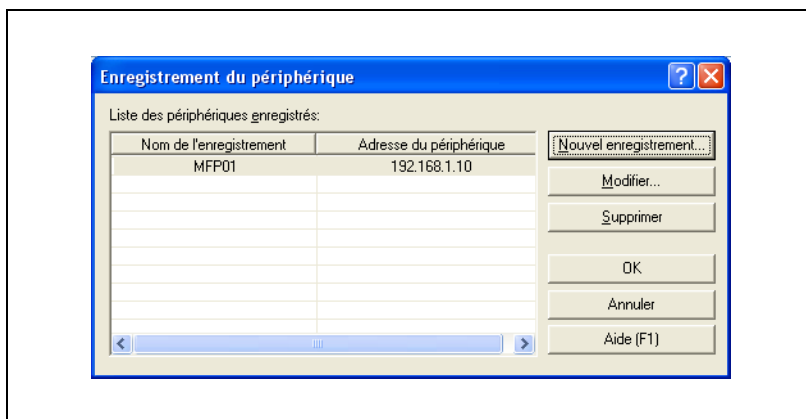 Enregistrement du périphérique
Liste des périphériques enregistrés:
Nom de l'enregistrement Adresse du périphérique
MFP01 192.168.1.10
Nouvel enregistrement...
Modifier...
Supprimer
OK
Annuler
Aide (F1)